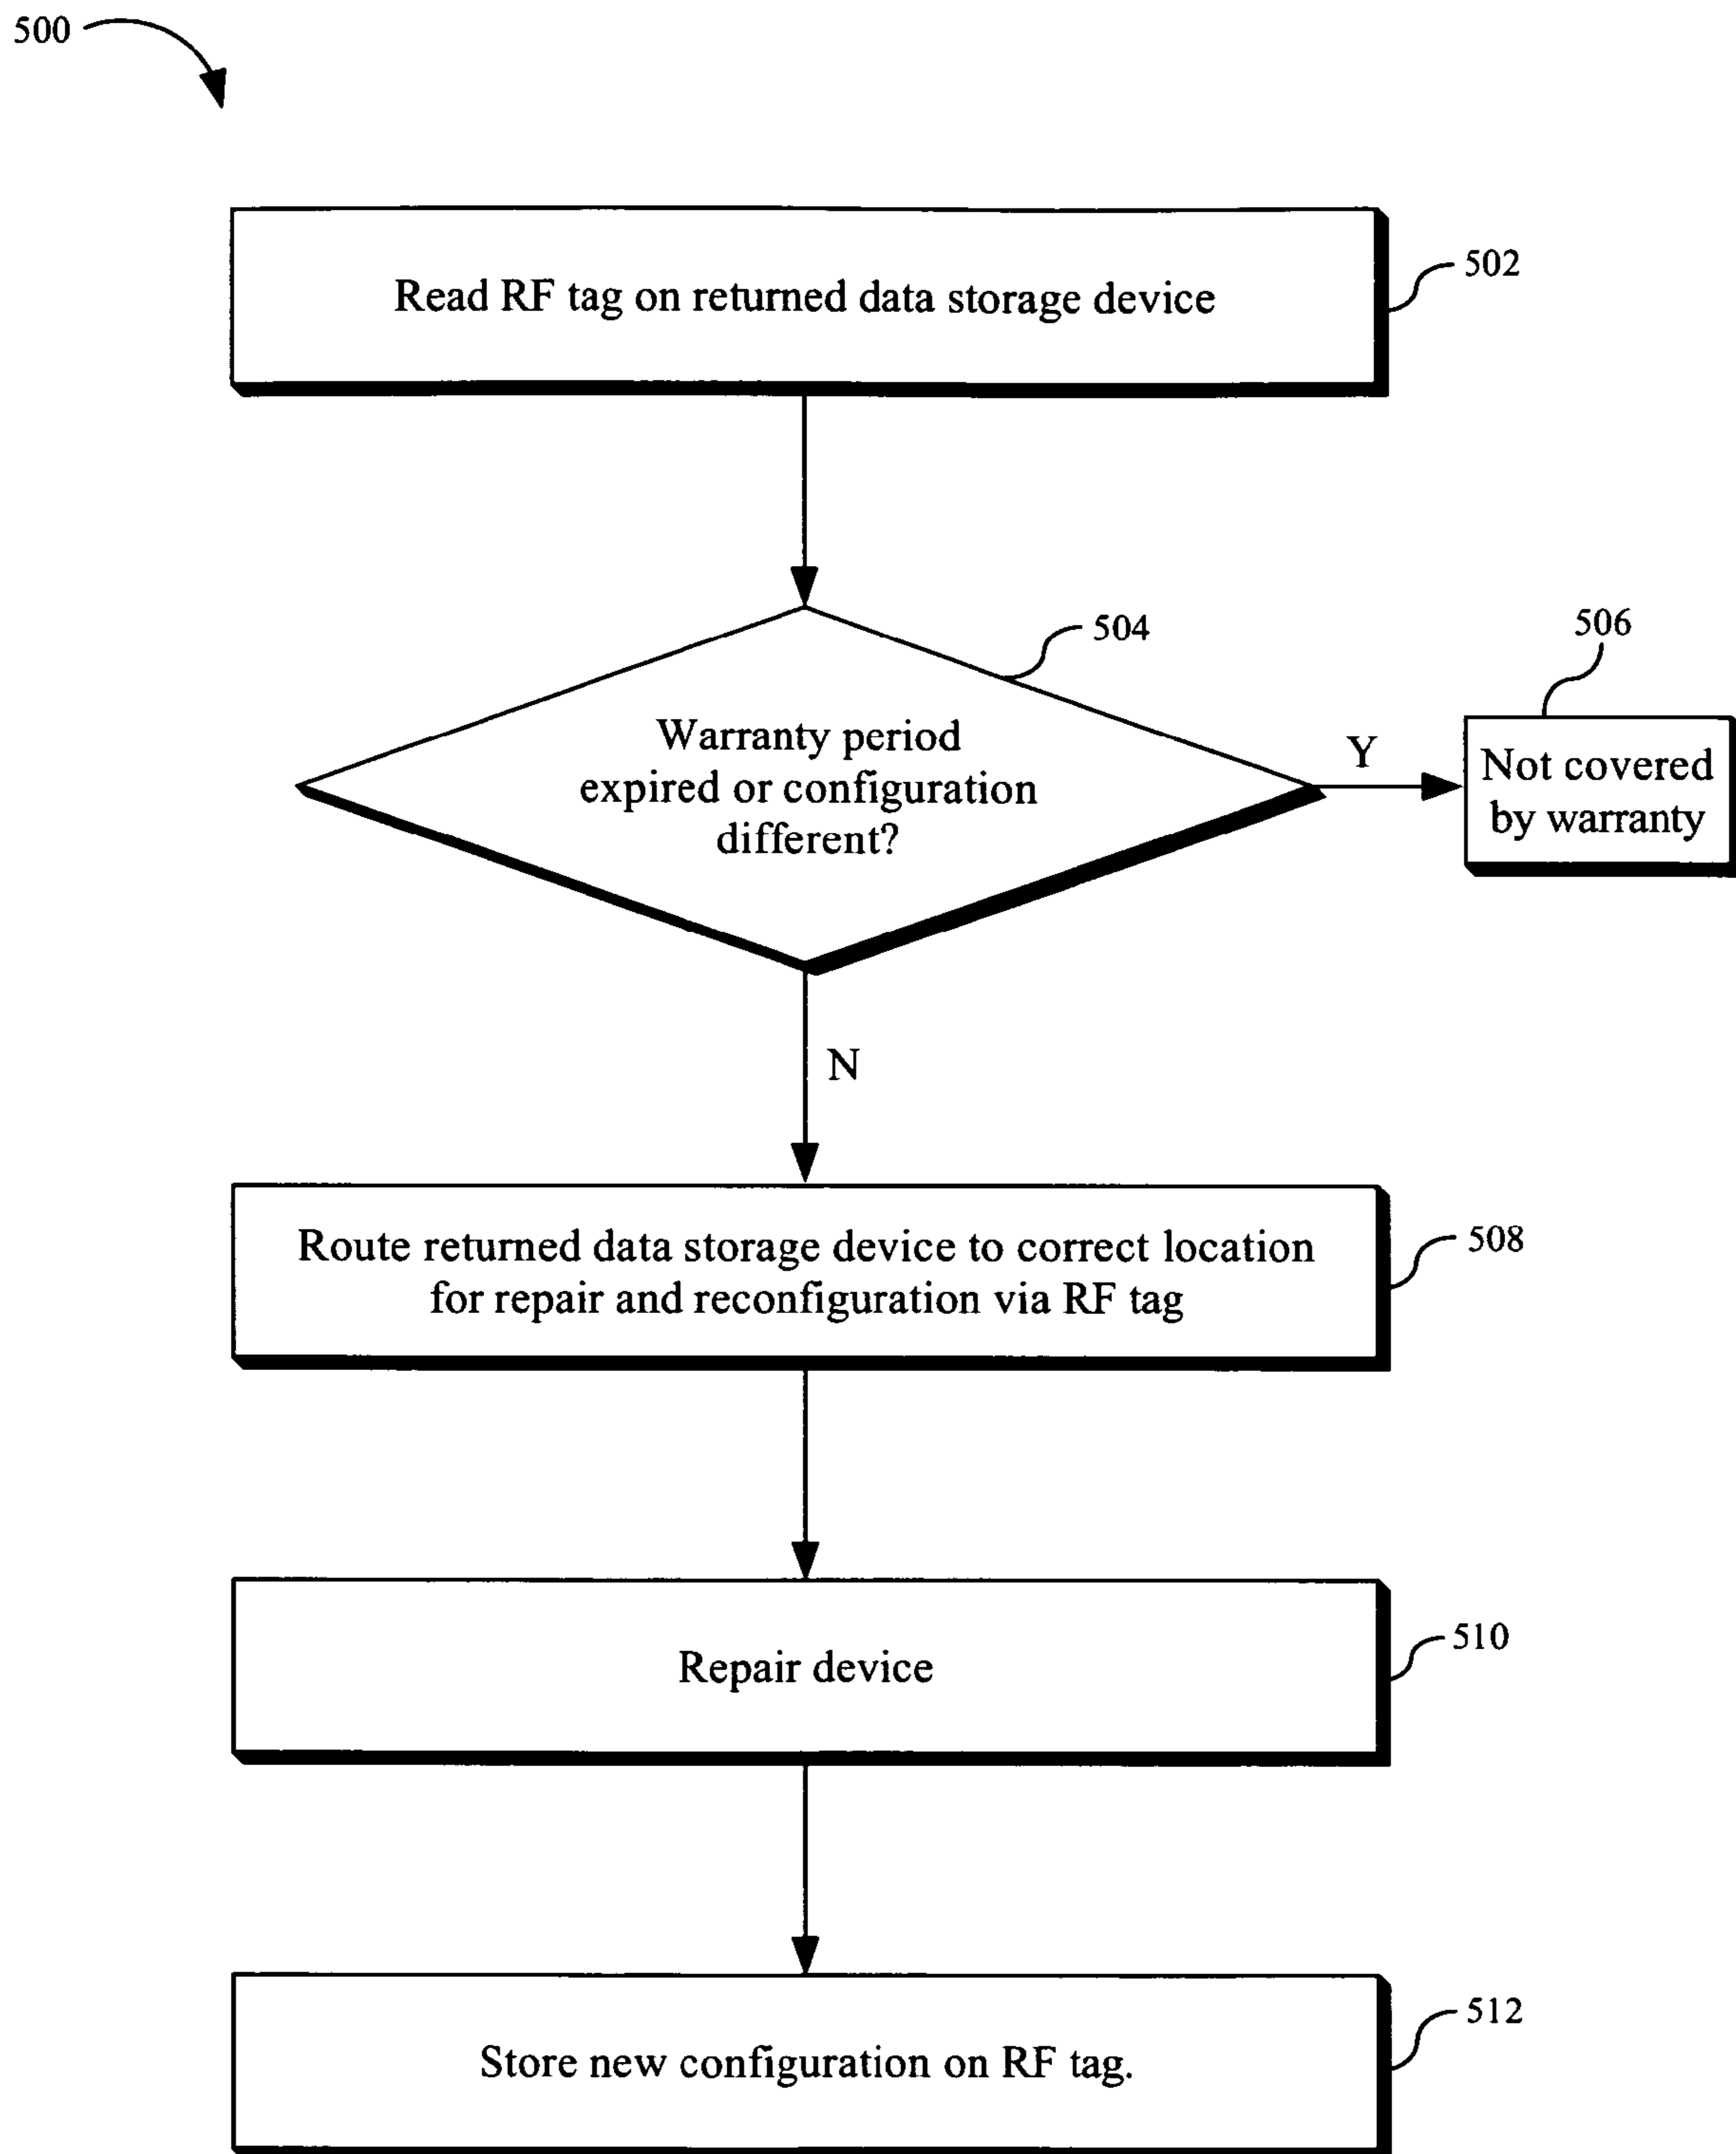 500
Read RF tag on returned data storage device
502
504
506
Warranty period
expired or configuration
different?
Y
Not covered
by warranty
N
Route returned data storage device to correct location
for repair and reconfiguration via RF tag
508
Repair device
510
Store new configuration on RF tag.
512